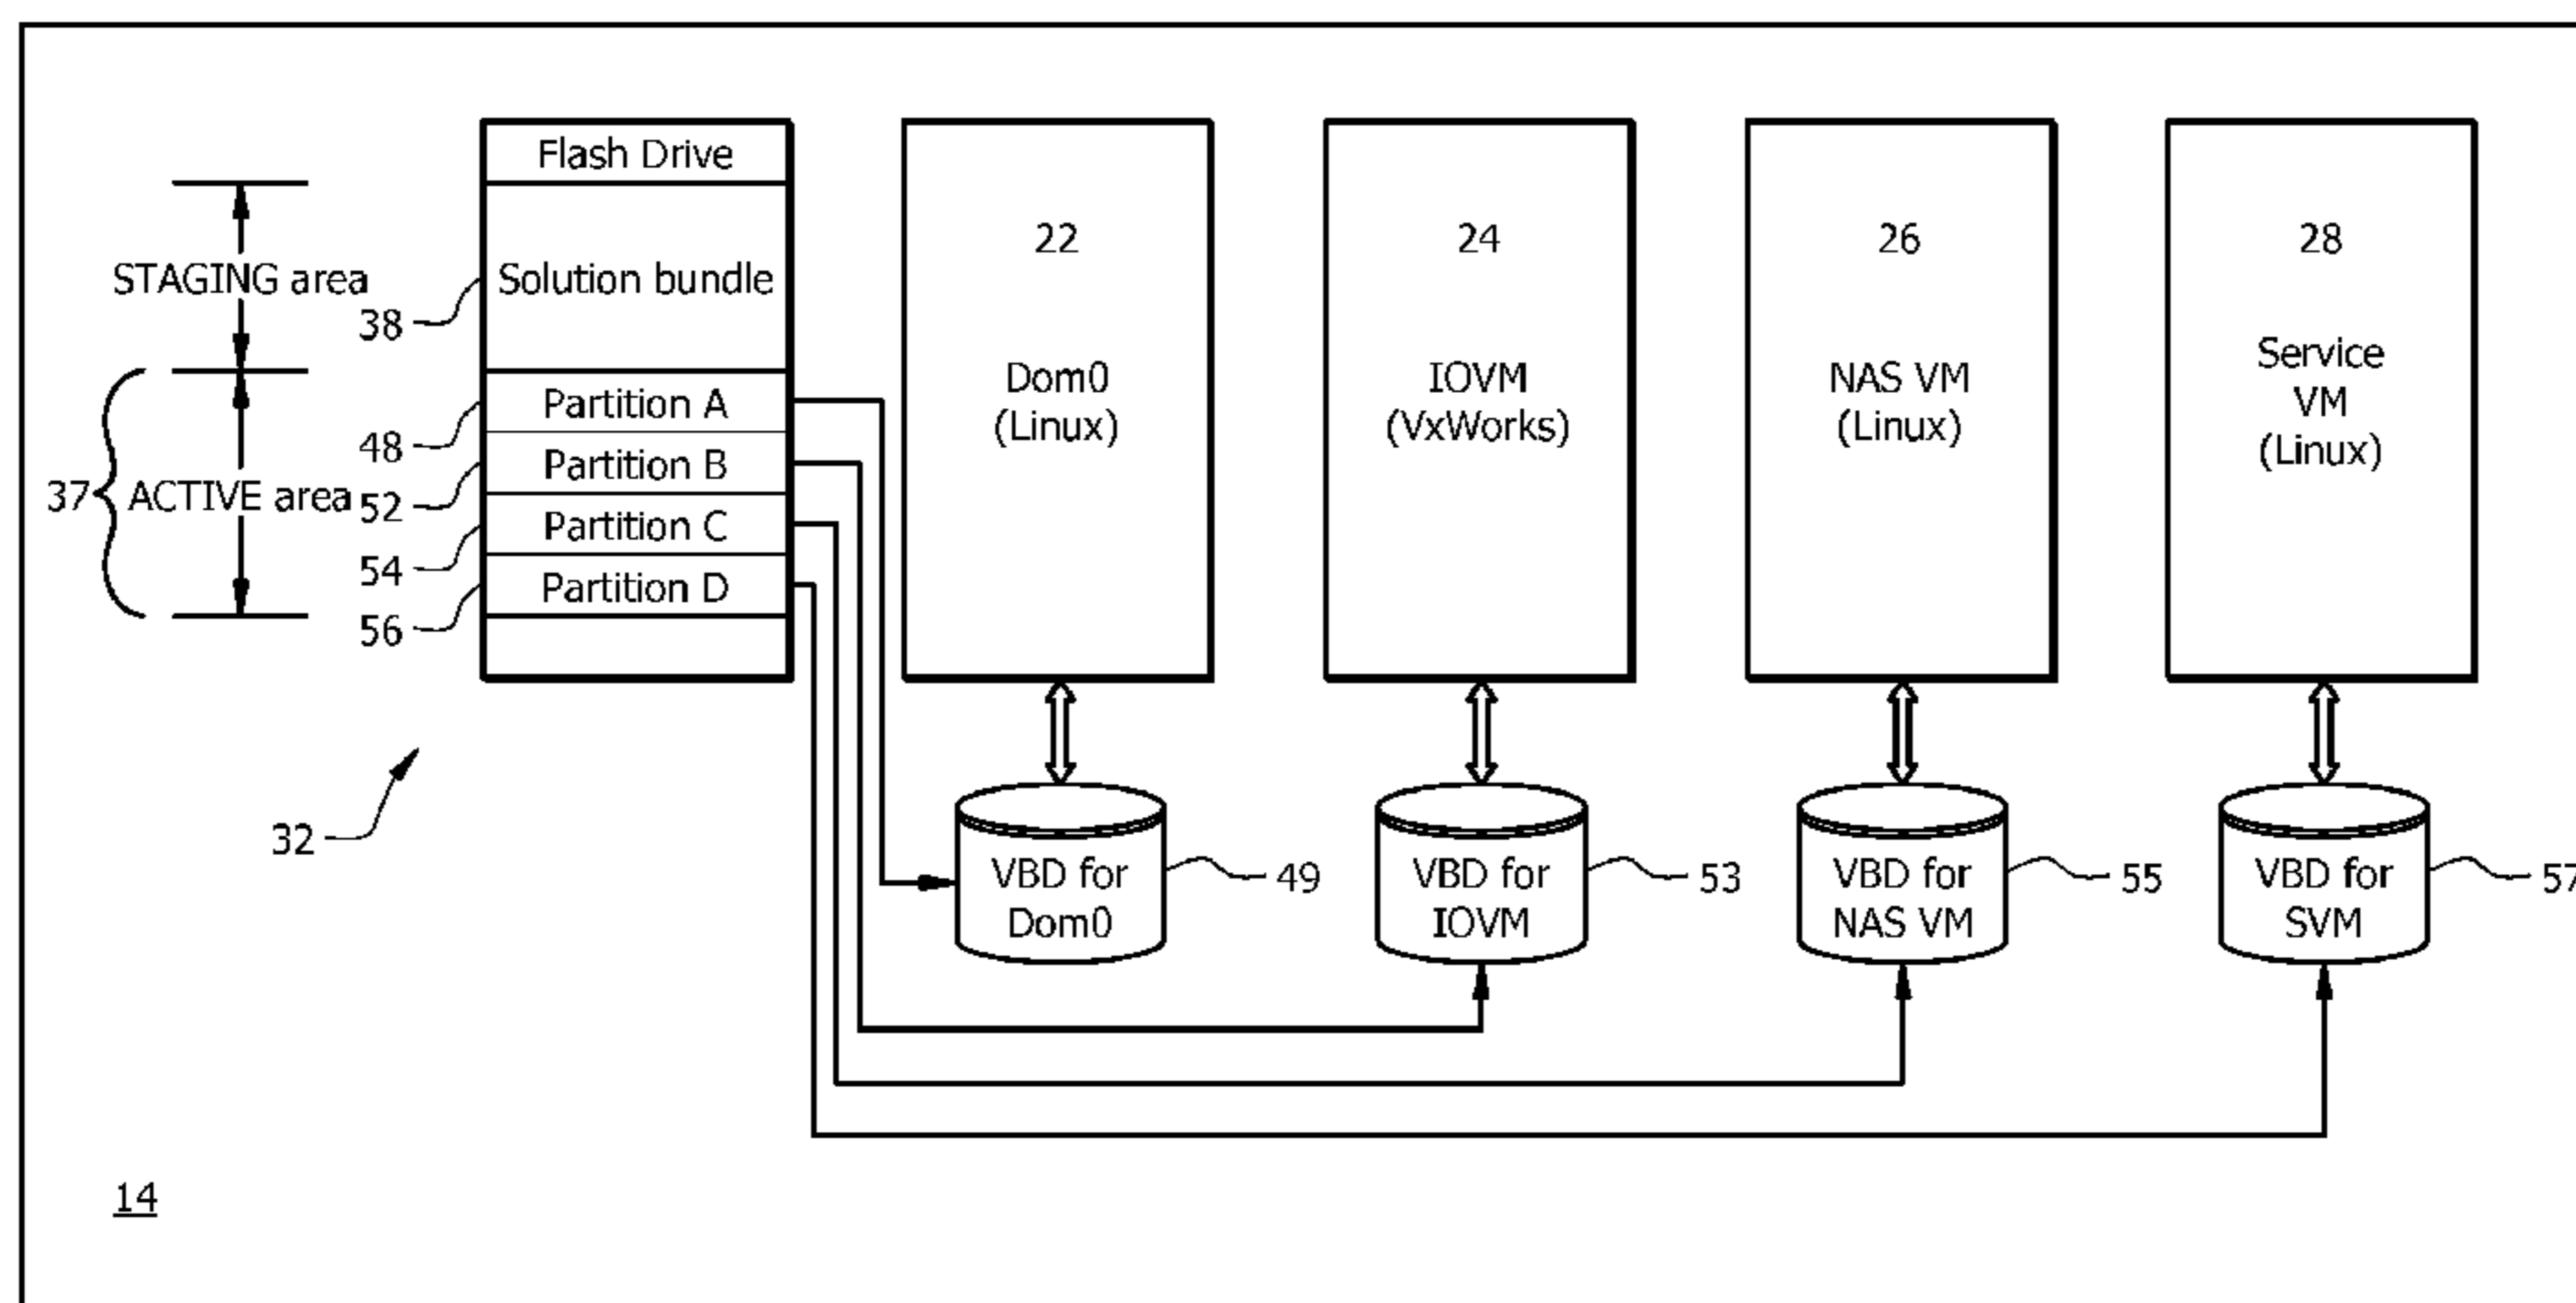 Flash Drive
STAGING area
Solution bundle
38
37
ACTIVE area
Partition A
48
Partition B
52
Partition C
54
Partition D
56
32
22
Dom0
(Linux)
24
IOVM
(VxWorks)
26
NAS VM
(Linux)
28
Service
VM
(Linux)
VBD for
Dom0
49
VBD for
IOVM
53
VBD for
NAS VM
55
VBD for
SVM
57
14